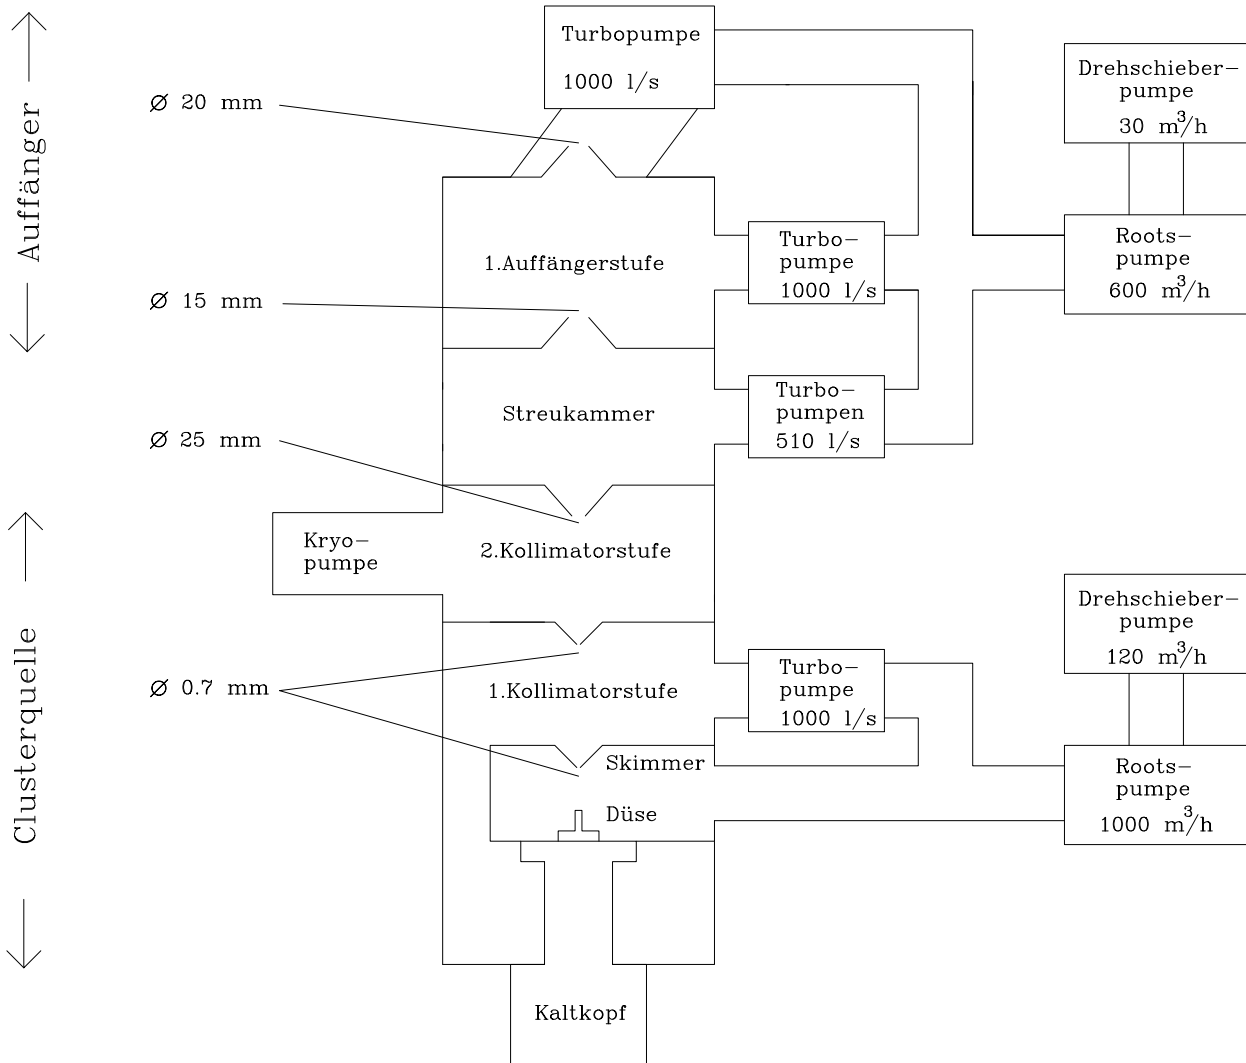 Turbopumpe
1000 l/s
Drehschieber-
pumpe
30 m³/h
Ø 20 mm
Auffänger
Roots-
pumpe
600 m³/h
Turbo-
pumpe
1000 l/s
1.Auffängerstufe
Ø 15 mm
Turbo-
pumpen
510 l/s
Streukammer
Ø 25 mm
Kryo-
pumpe
2.Kollimatorstufe
Drehschieber-
pumpe
120 m³/h
Clusterquelle
Ø 0.7 mm
1.Kollimatorstufe
Turbo-
pumpe
1000 l/s
Skimmer
Roots-
pumpe
1000 m³/h
Düse
Kaltkopf